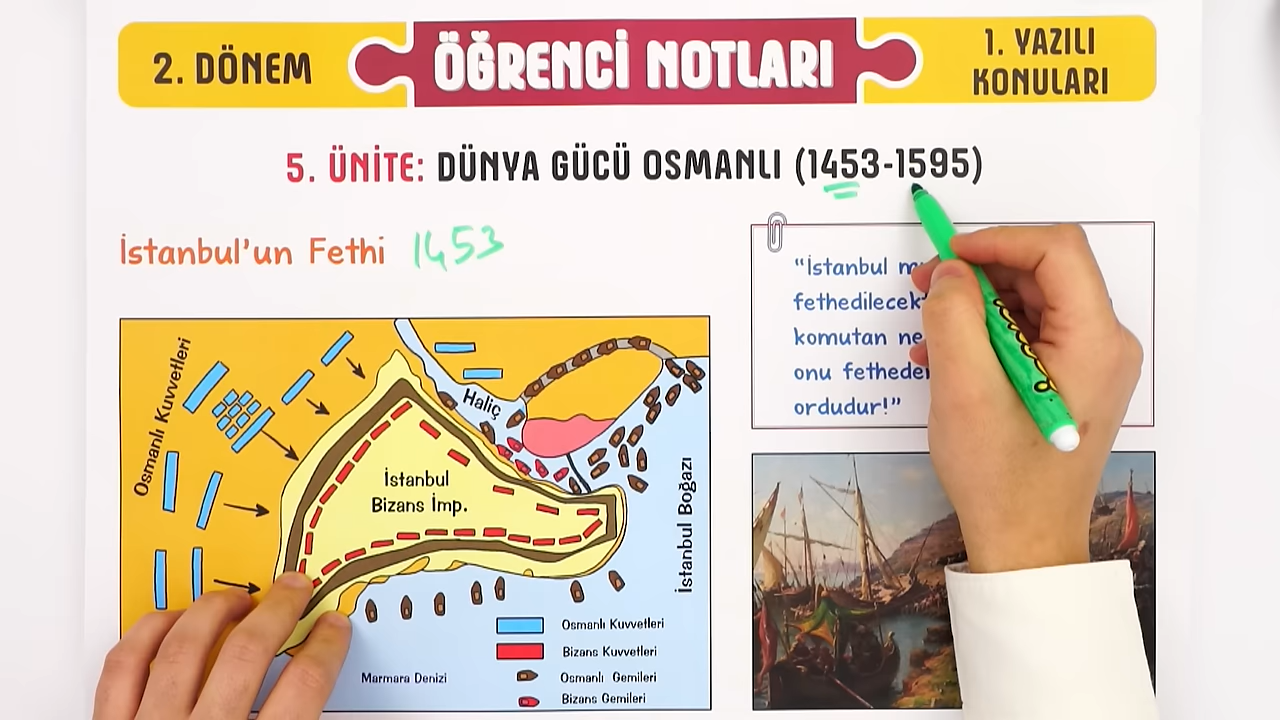 2. DÖNEM
ÖĞRENCİ NOTLARI
1. YAZILI
KONULARI
5. ÜNİTE: DÜNYA GÜCÜ OSMANLI (1453-1595)
İstanbul'un Fethi 1453
"İstanbul
fethedilecek
komutan ne
onu fetheden
ordudur!"
Osmanlı Kuvvetleri
Haliç
İstanbul
Bizans İmp.
İstanbul Boğazı
Marmara Denizi
Osmanlı Kuvvetleri
Bizans Kuvvetleri
Osmanlı Gemileri
Bizans Gemileri